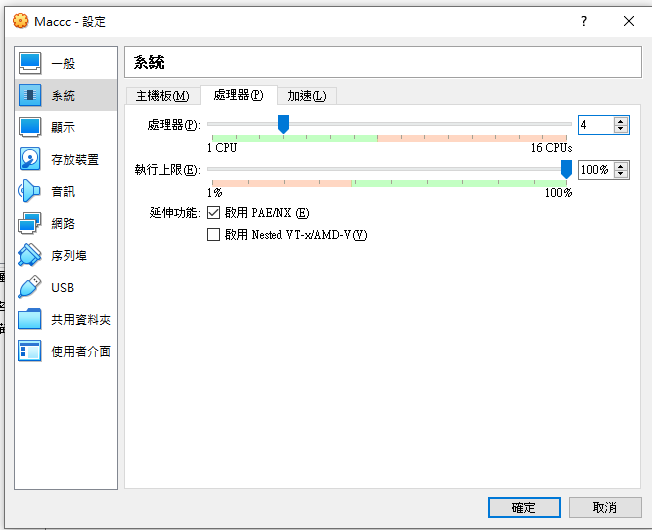 Maccc - 設定
?
一般
系統
顯示
存放裝置
音訊
網路
序列埠
USB
共用資料夾
使用者介面
系統
主機板(M) 處理器(P) 加速(L)
處理器(P): 4
1 CPU 16 CPUs
執行上限(E): 100%
1% 100%
延伸功能: 啟用 PAE/NX (E)
啟用 Nested VT-x/AMD-V(V)
確定 取消